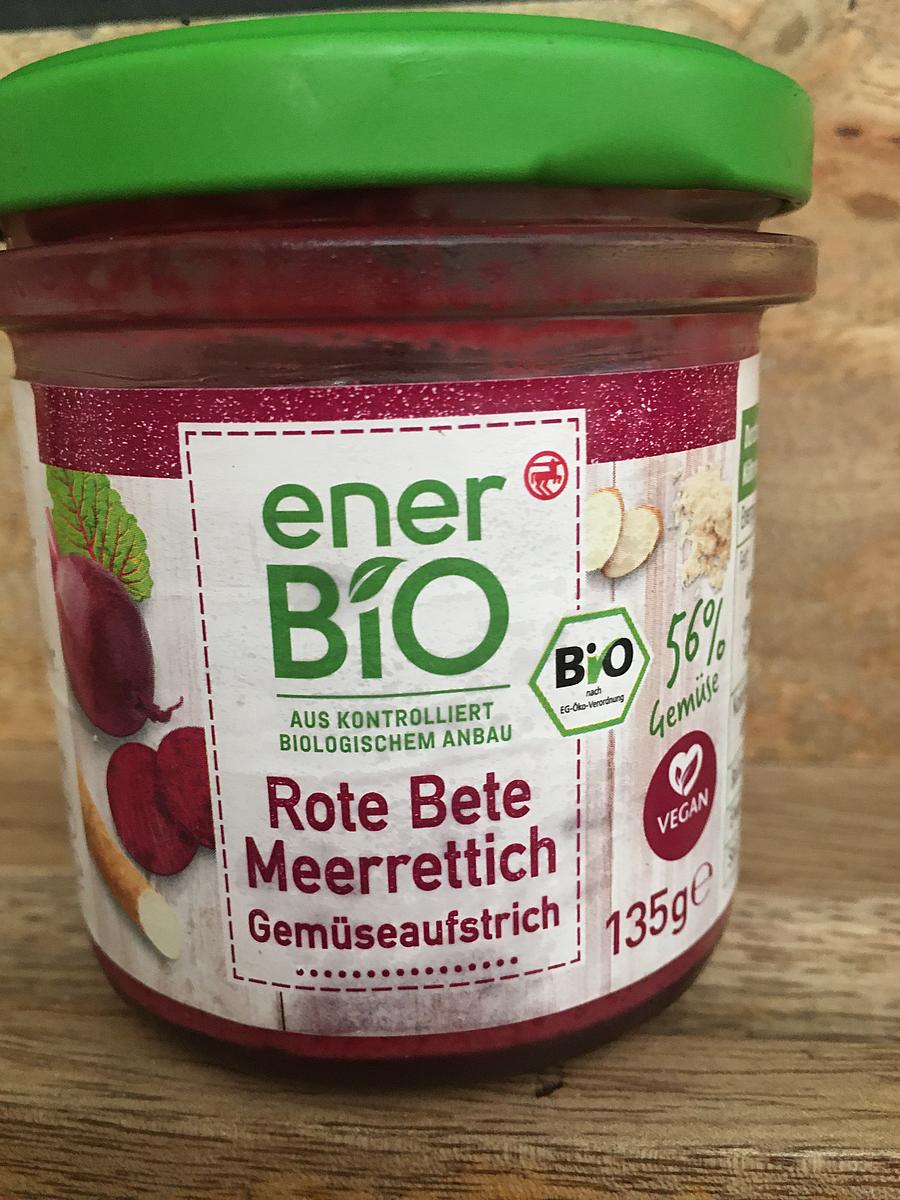 ener
BiO
AUS KONTROLLIERT
BIOLOGISCHEM ANBAU
Rote Bete
Meerrettich
Gemüseaufstrich
BiO
nach
EG-Öko-Verordnung
56%
Gemüse
VEGAN
135g℮